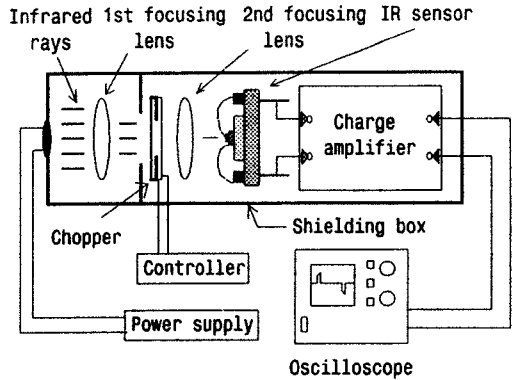 Infrared 1st focusing 2nd focusing IR sensor
rays lens lens
Charge
amplifier
Chopper
Shielding box
Controller
Power supply
Oscilloscope